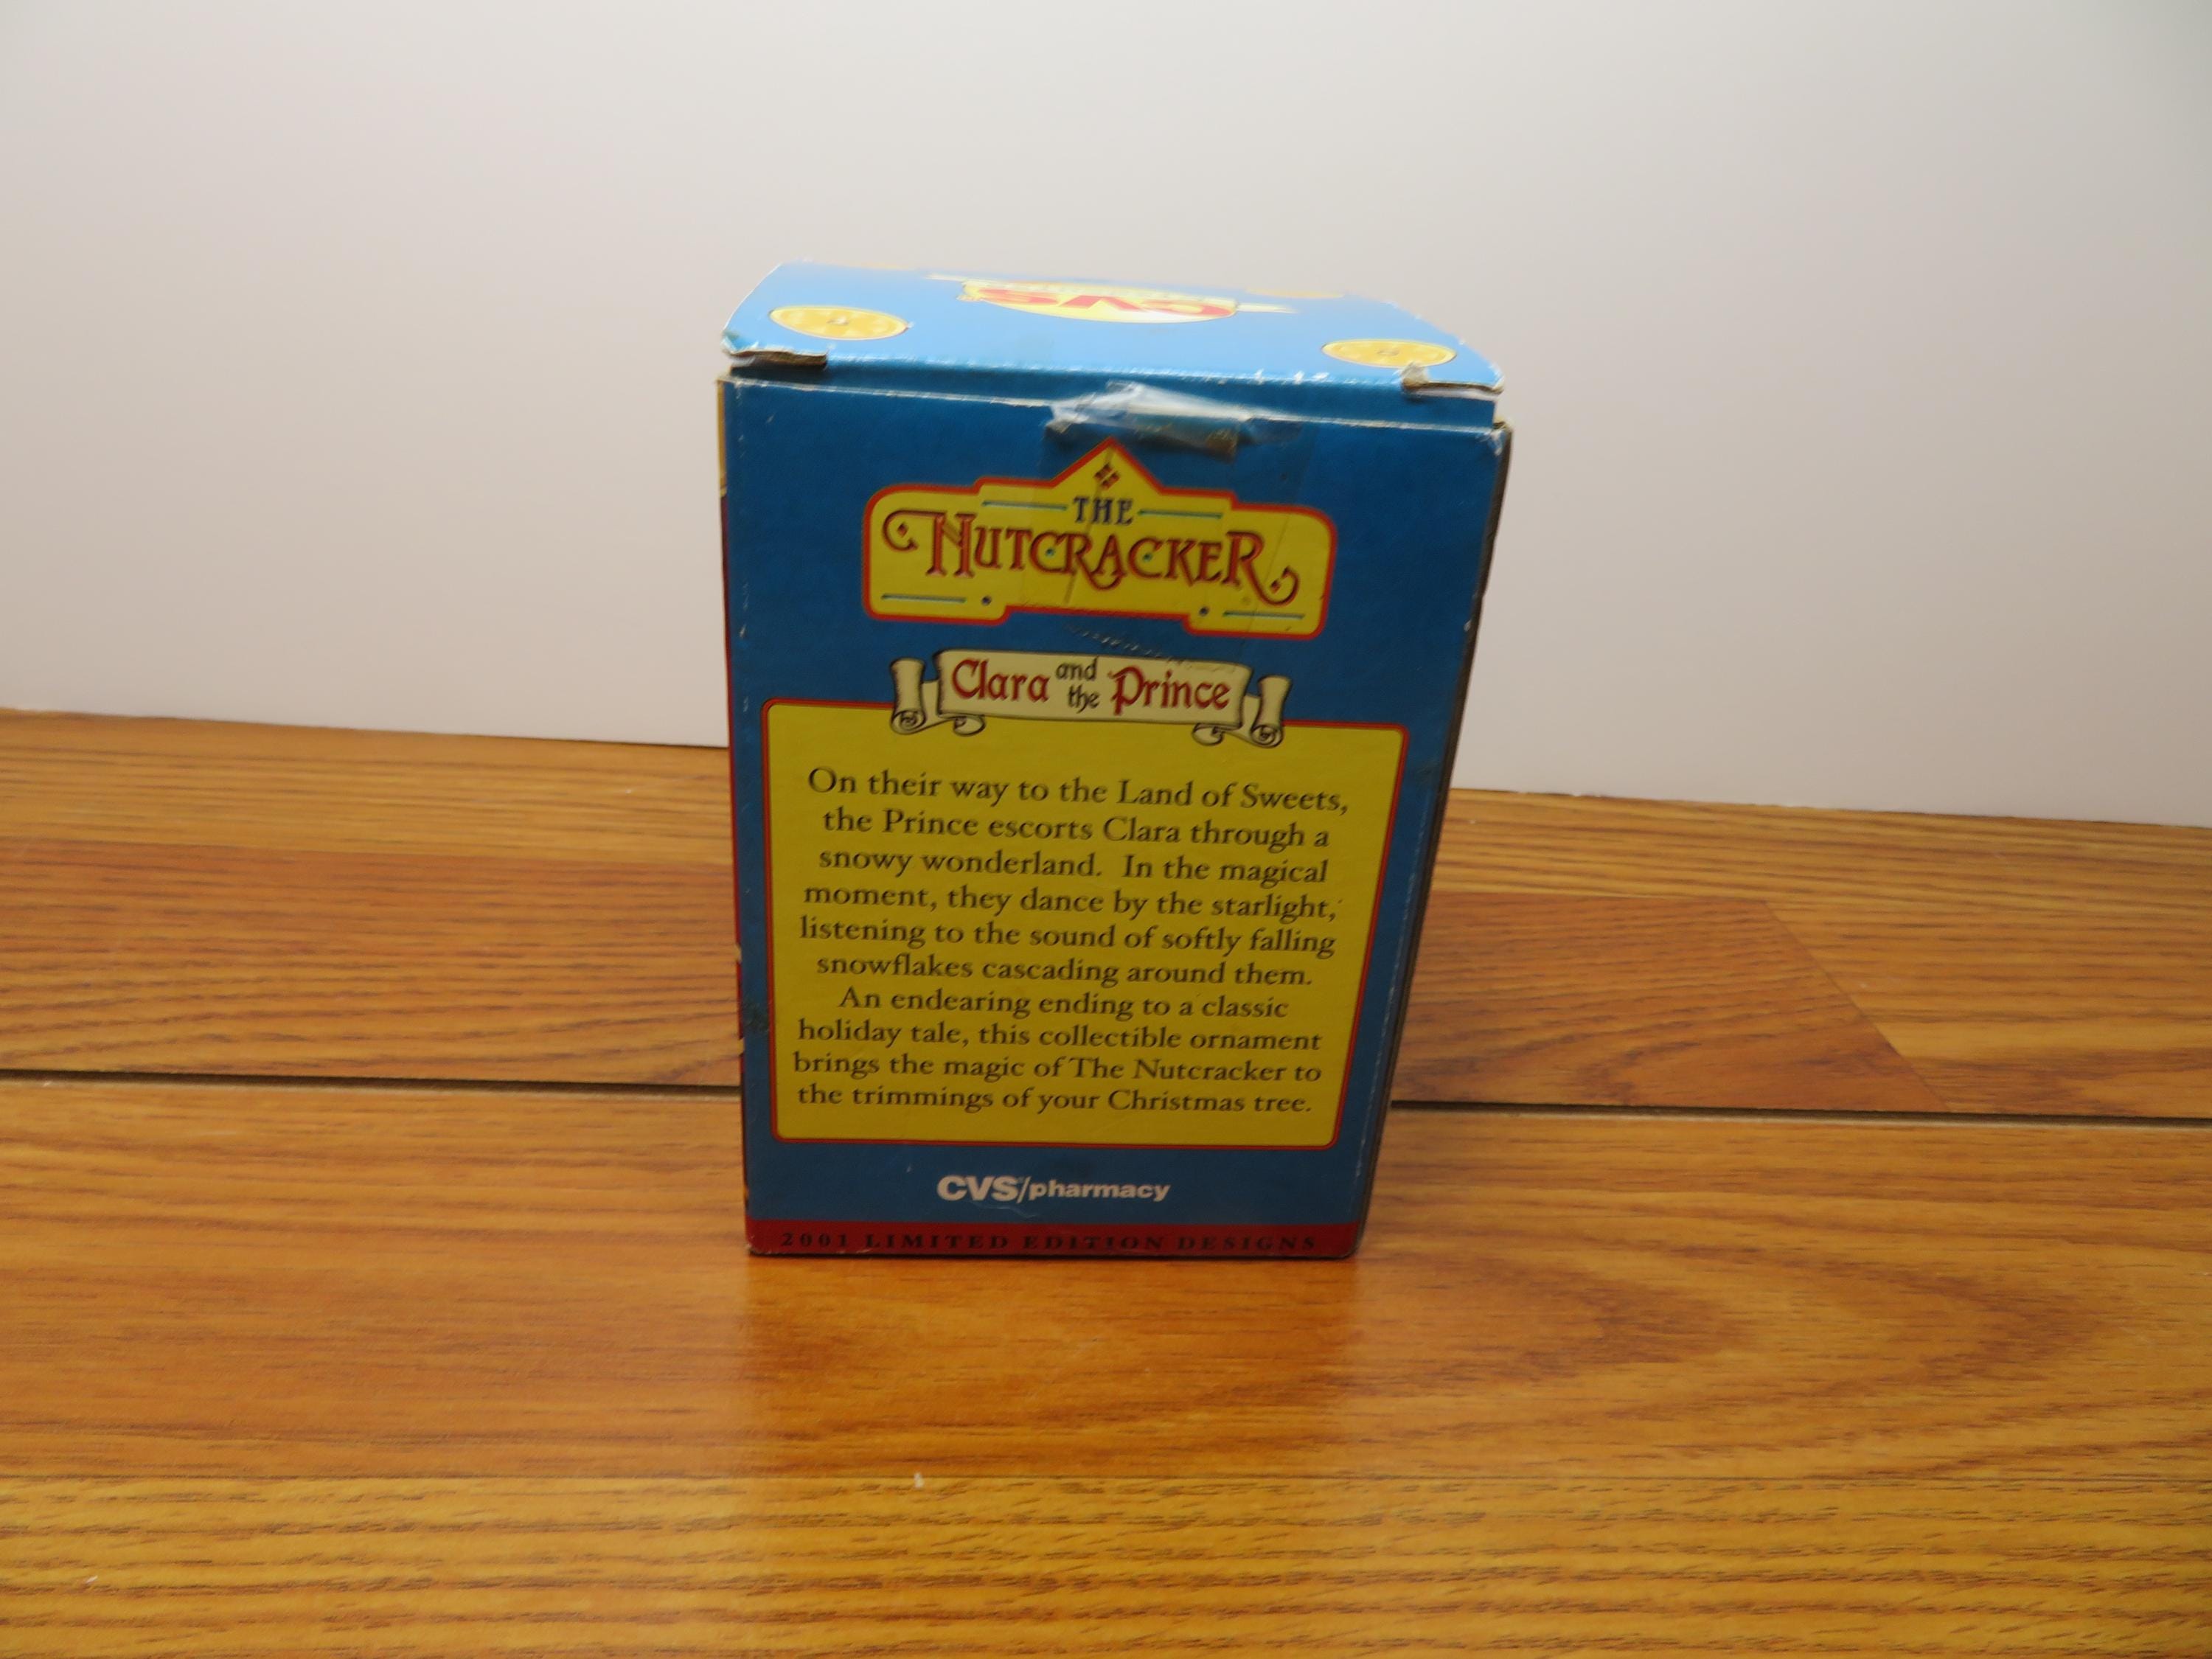 CVS
THE
NUTCRACKER
Clara and the Prince
On their way to the Land of Sweets,
the Prince escorts Clara through a
snowy wonderland. In the magical
moment, they dance by the starlight,
listening to the sound of softly falling
snowflakes cascading around them.
An endearing ending to a classic
holiday tale, this collectible ornament
brings the magic of The Nutcracker to
the trimmings of your Christmas tree.
CVS/pharmacy
2001 LIMITED EDITION DESIGNS